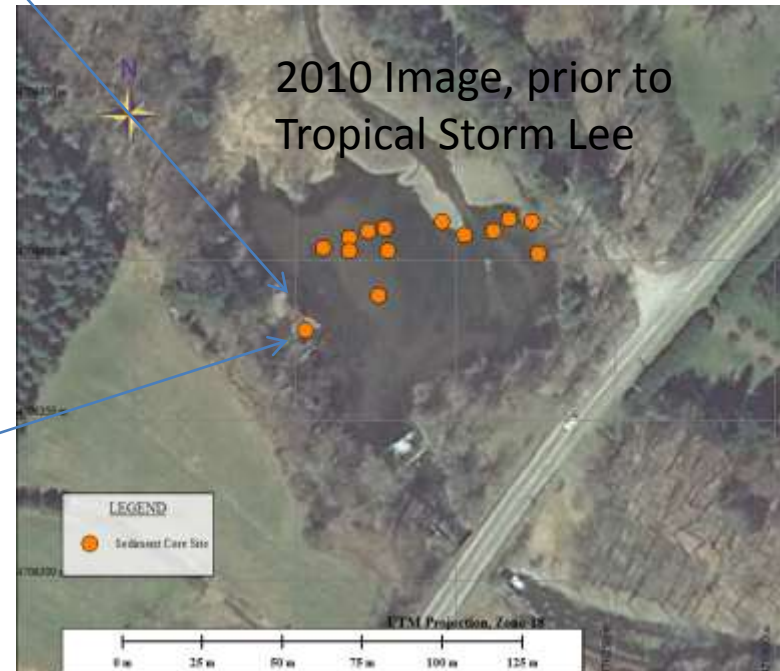 N
2010 Image, prior to
Tropical Storm Lee
LEGEND
Sediment Core Site
UTM Projection, Zone 18
0 m 25 m 50 m 75 m 100 m 125 m